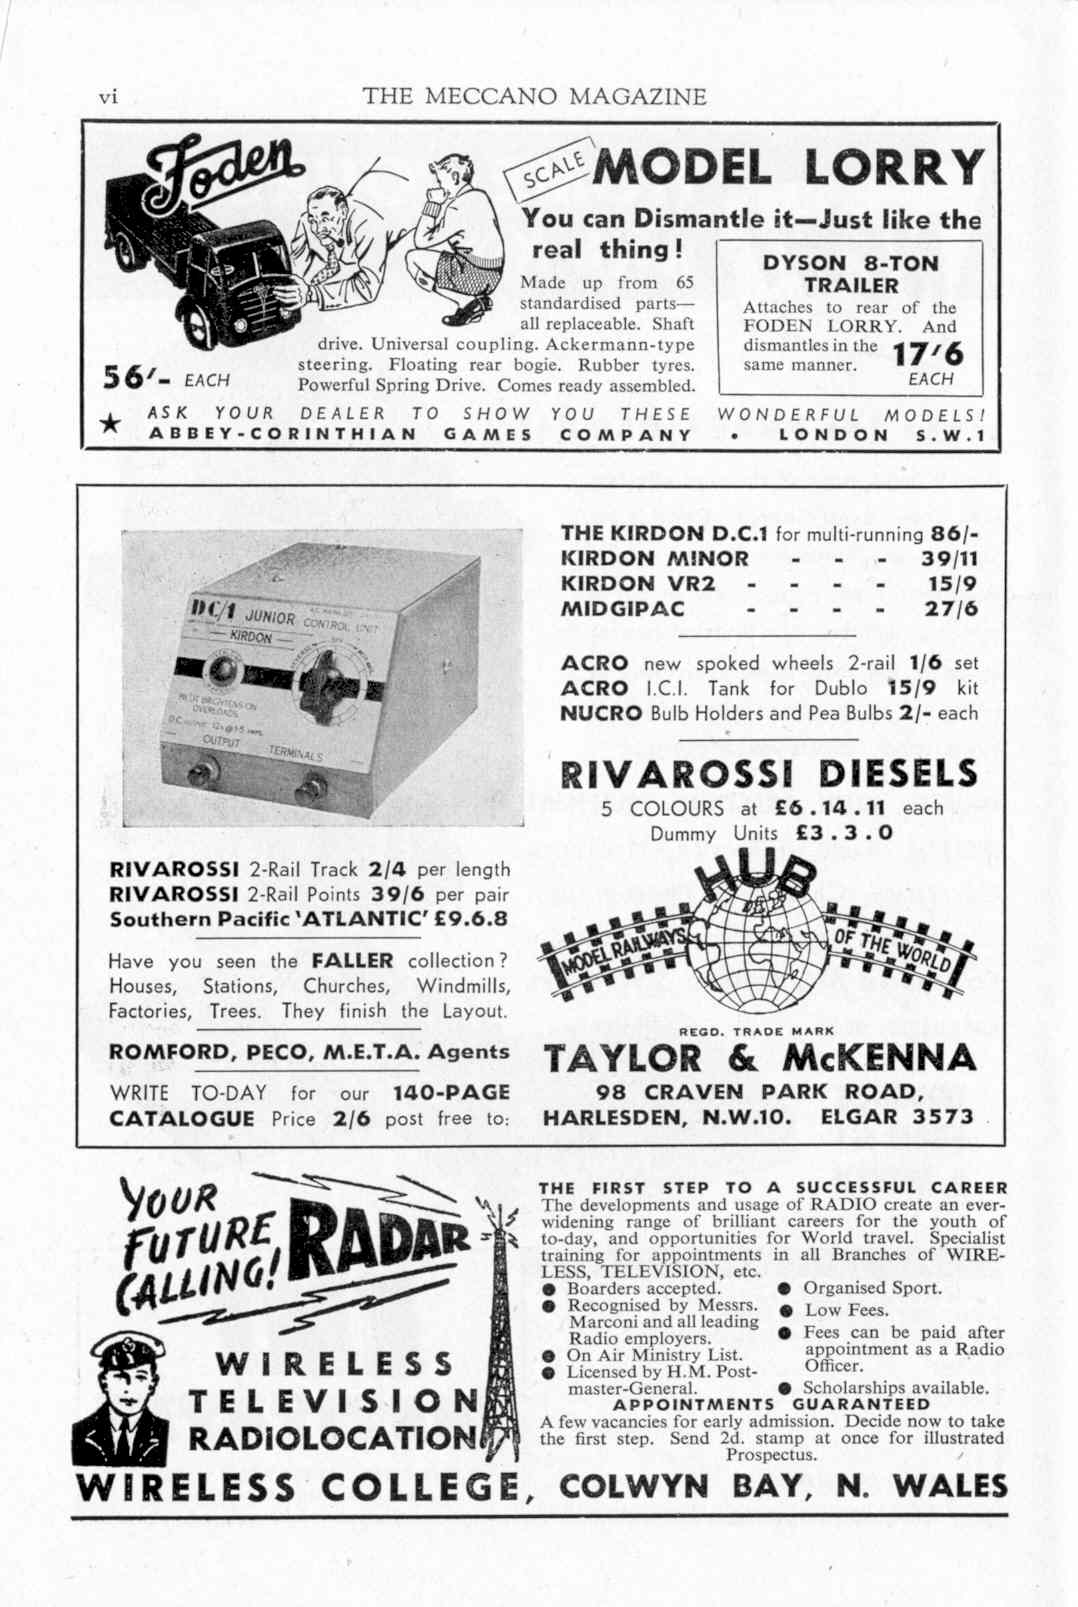 vi
THE MECCANO MAGAZINE
Foden
SCALE
MODEL LORRY
You can Dismantle it—Just like the
real thing!
Made up from 65
standardised parts—
all replaceable. Shaft
drive. Universal coupling. Ackermann-type
steering. Floating rear bogie. Rubber tyres.
Powerful Spring Drive. Comes ready assembled.
56/- EACH
DYSON 8-TON
TRAILER
Attaches to rear of the
FODEN LORRY. And
dismantles in the
same manner.
17/6
EACH
★ ASK YOUR DEALER TO SHOW YOU THESE WONDERFUL MODELS!
ABBEY-CORINTHIAN GAMES COMPANY • LONDON S.W.1
DC/1 JUNIOR CONTROL UNIT
KIRDON
PILOT BRIGHTENS ON
OVERLOADS
D.C. OUTPUT 12v @ 1·5 AMPS.
OUTPUT TERMINALS
THE KIRDON D.C.1 for multi-running 86/-
KIRDON MINOR - - - 39/11
KIRDON VR2 - - - - 15/9
MIDGIPAC - - - - 27/6
ACRO new spoked wheels 2-rail 1/6 set
ACRO I.C.I. Tank for Dublo 15/9 kit
NUCRO Bulb Holders and Pea Bulbs 2/- each
RIVAROSSI DIESELS
5 COLOURS at £6.14.11 each
Dummy Units £3.3.0
RIVAROSSI 2-Rail Track 2/4 per length
RIVAROSSI 2-Rail Points 39/6 per pair
Southern Pacific 'ATLANTIC' £9.6.8
Have you seen the FALLER collection?
Houses, Stations, Churches, Windmills,
Factories, Trees. They finish the Layout.
ROMFORD, PECO, M.E.T.A. Agents
WRITE TO-DAY for our 140-PAGE
CATALOGUE Price 2/6 post free to:
HUB
MODEL RAILWAYS OF THE WORLD
REGD. TRADE MARK
TAYLOR & McKENNA
98 CRAVEN PARK ROAD,
HARLESDEN, N.W.10. ELGAR 3573
YOUR
FUTURE
CALLING!
RADAR
WIRELESS
TELEVISION
RADIOLOCATION
THE FIRST STEP TO A SUCCESSFUL CAREER
The developments and usage of RADIO create an ever-
widening range of brilliant careers for the youth of
to-day, and opportunities for World travel. Specialist
training for appointments in all Branches of WIRE-
LESS, TELEVISION, etc.
● Boarders accepted.
● Recognised by Messrs.
Marconi and all leading
Radio employers.
● On Air Ministry List.
● Licensed by H.M. Post-
master-General.
● Organised Sport.
● Low Fees.
● Fees can be paid after
appointment as a Radio
Officer.
● Scholarships available.
APPOINTMENTS GUARANTEED
A few vacancies for early admission. Decide now to take
the first step. Send 2d. stamp at once for illustrated
Prospectus.
WIRELESS COLLEGE, COLWYN BAY, N. WALES